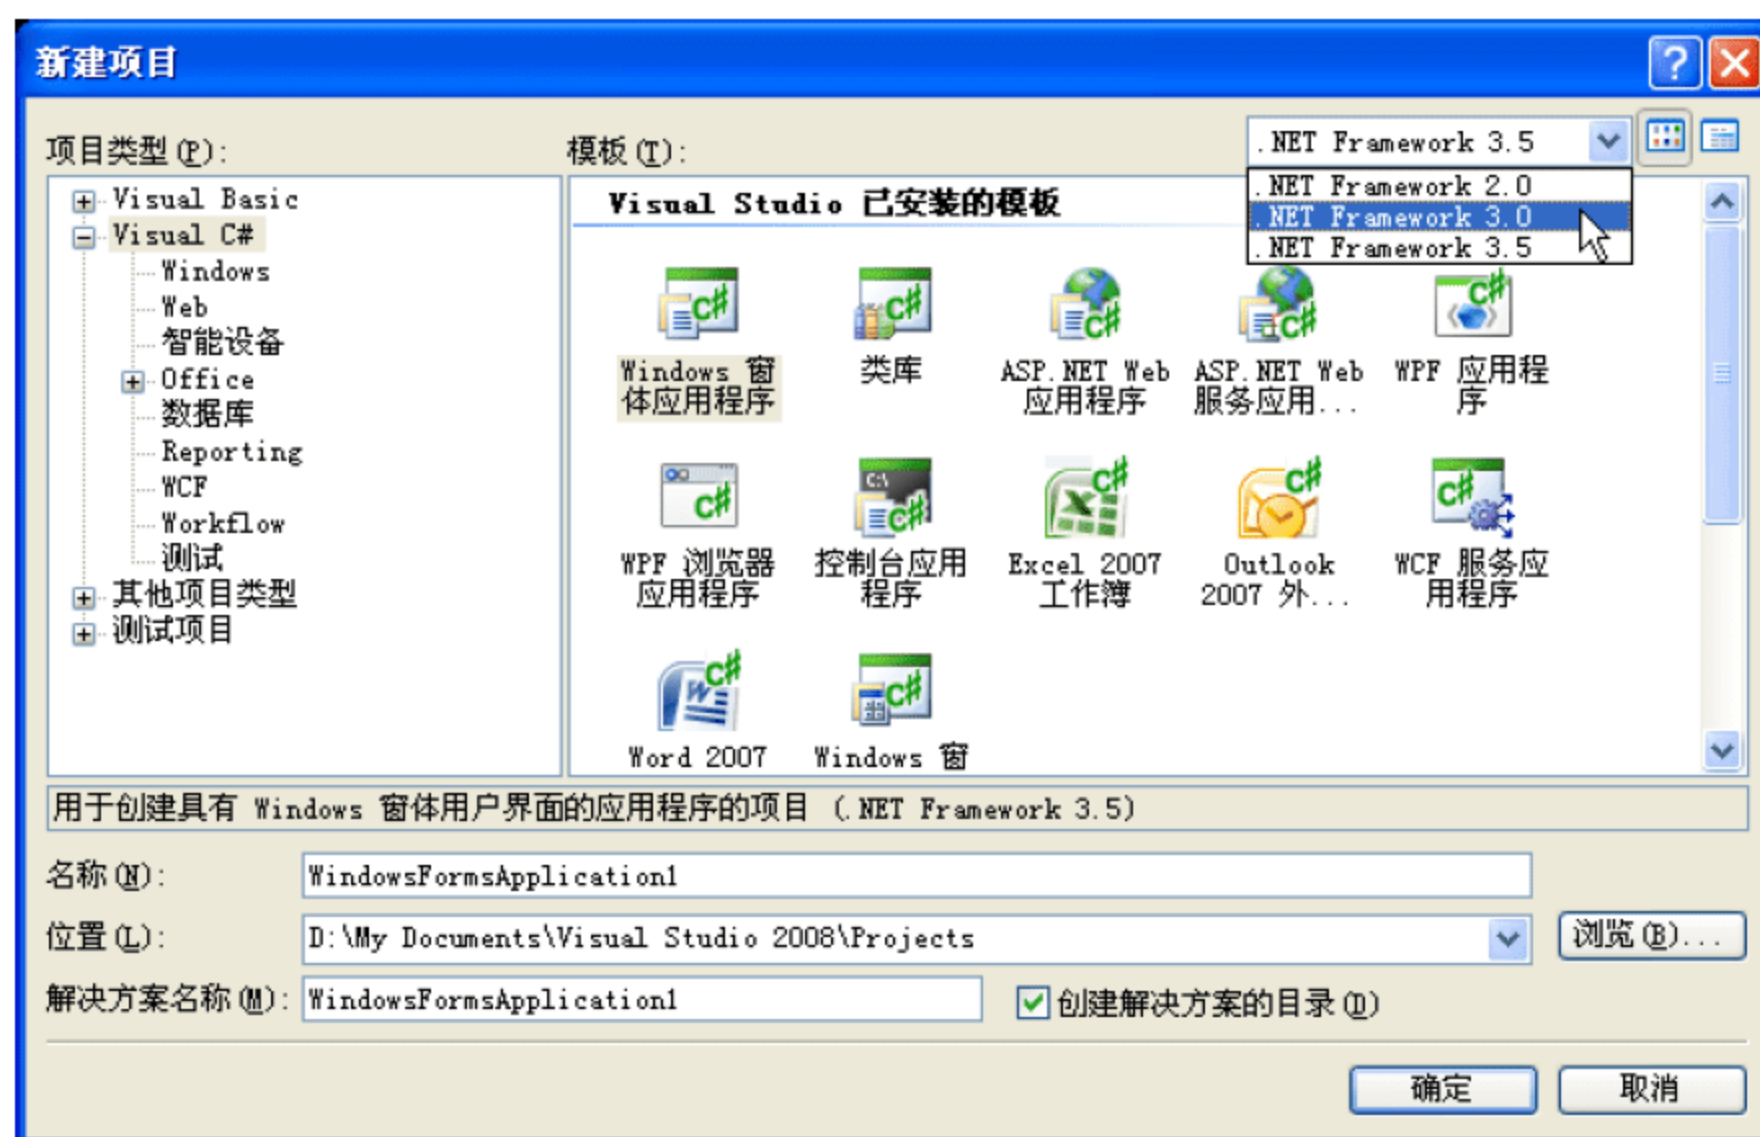 新建项目
项目类型(P):
模板(T):
.NET Framework 3.5
.NET Framework 2.0
.NET Framework 3.0
.NET Framework 3.5
Visual Basic
Visual C#
Windows
Web
智能设备
Office
数据库
Reporting
WCF
Workflow
测试
其他项目类型
测试项目
Visual Studio 已安装的模板
Windows 窗
体应用程序
类库
ASP.NET Web
应用程序
ASP.NET Web
服务应用...
WPF 应用程
序
WPF 浏览器
应用程序
控制台应用
程序
Excel 2007
工作簿
Outlook
2007 外...
WCF 服务应
用程序
Word 2007
Windows 窗
用于创建具有 Windows 窗体用户界面的应用程序的项目 (.NET Framework 3.5)
名称(N):
WindowsFormsApplication1
位置(L):
D:\My Documents\Visual Studio 2008\Projects
浏览(B)...
解决方案名称(M):
WindowsFormsApplication1
创建解决方案的目录(D)
确定
取消